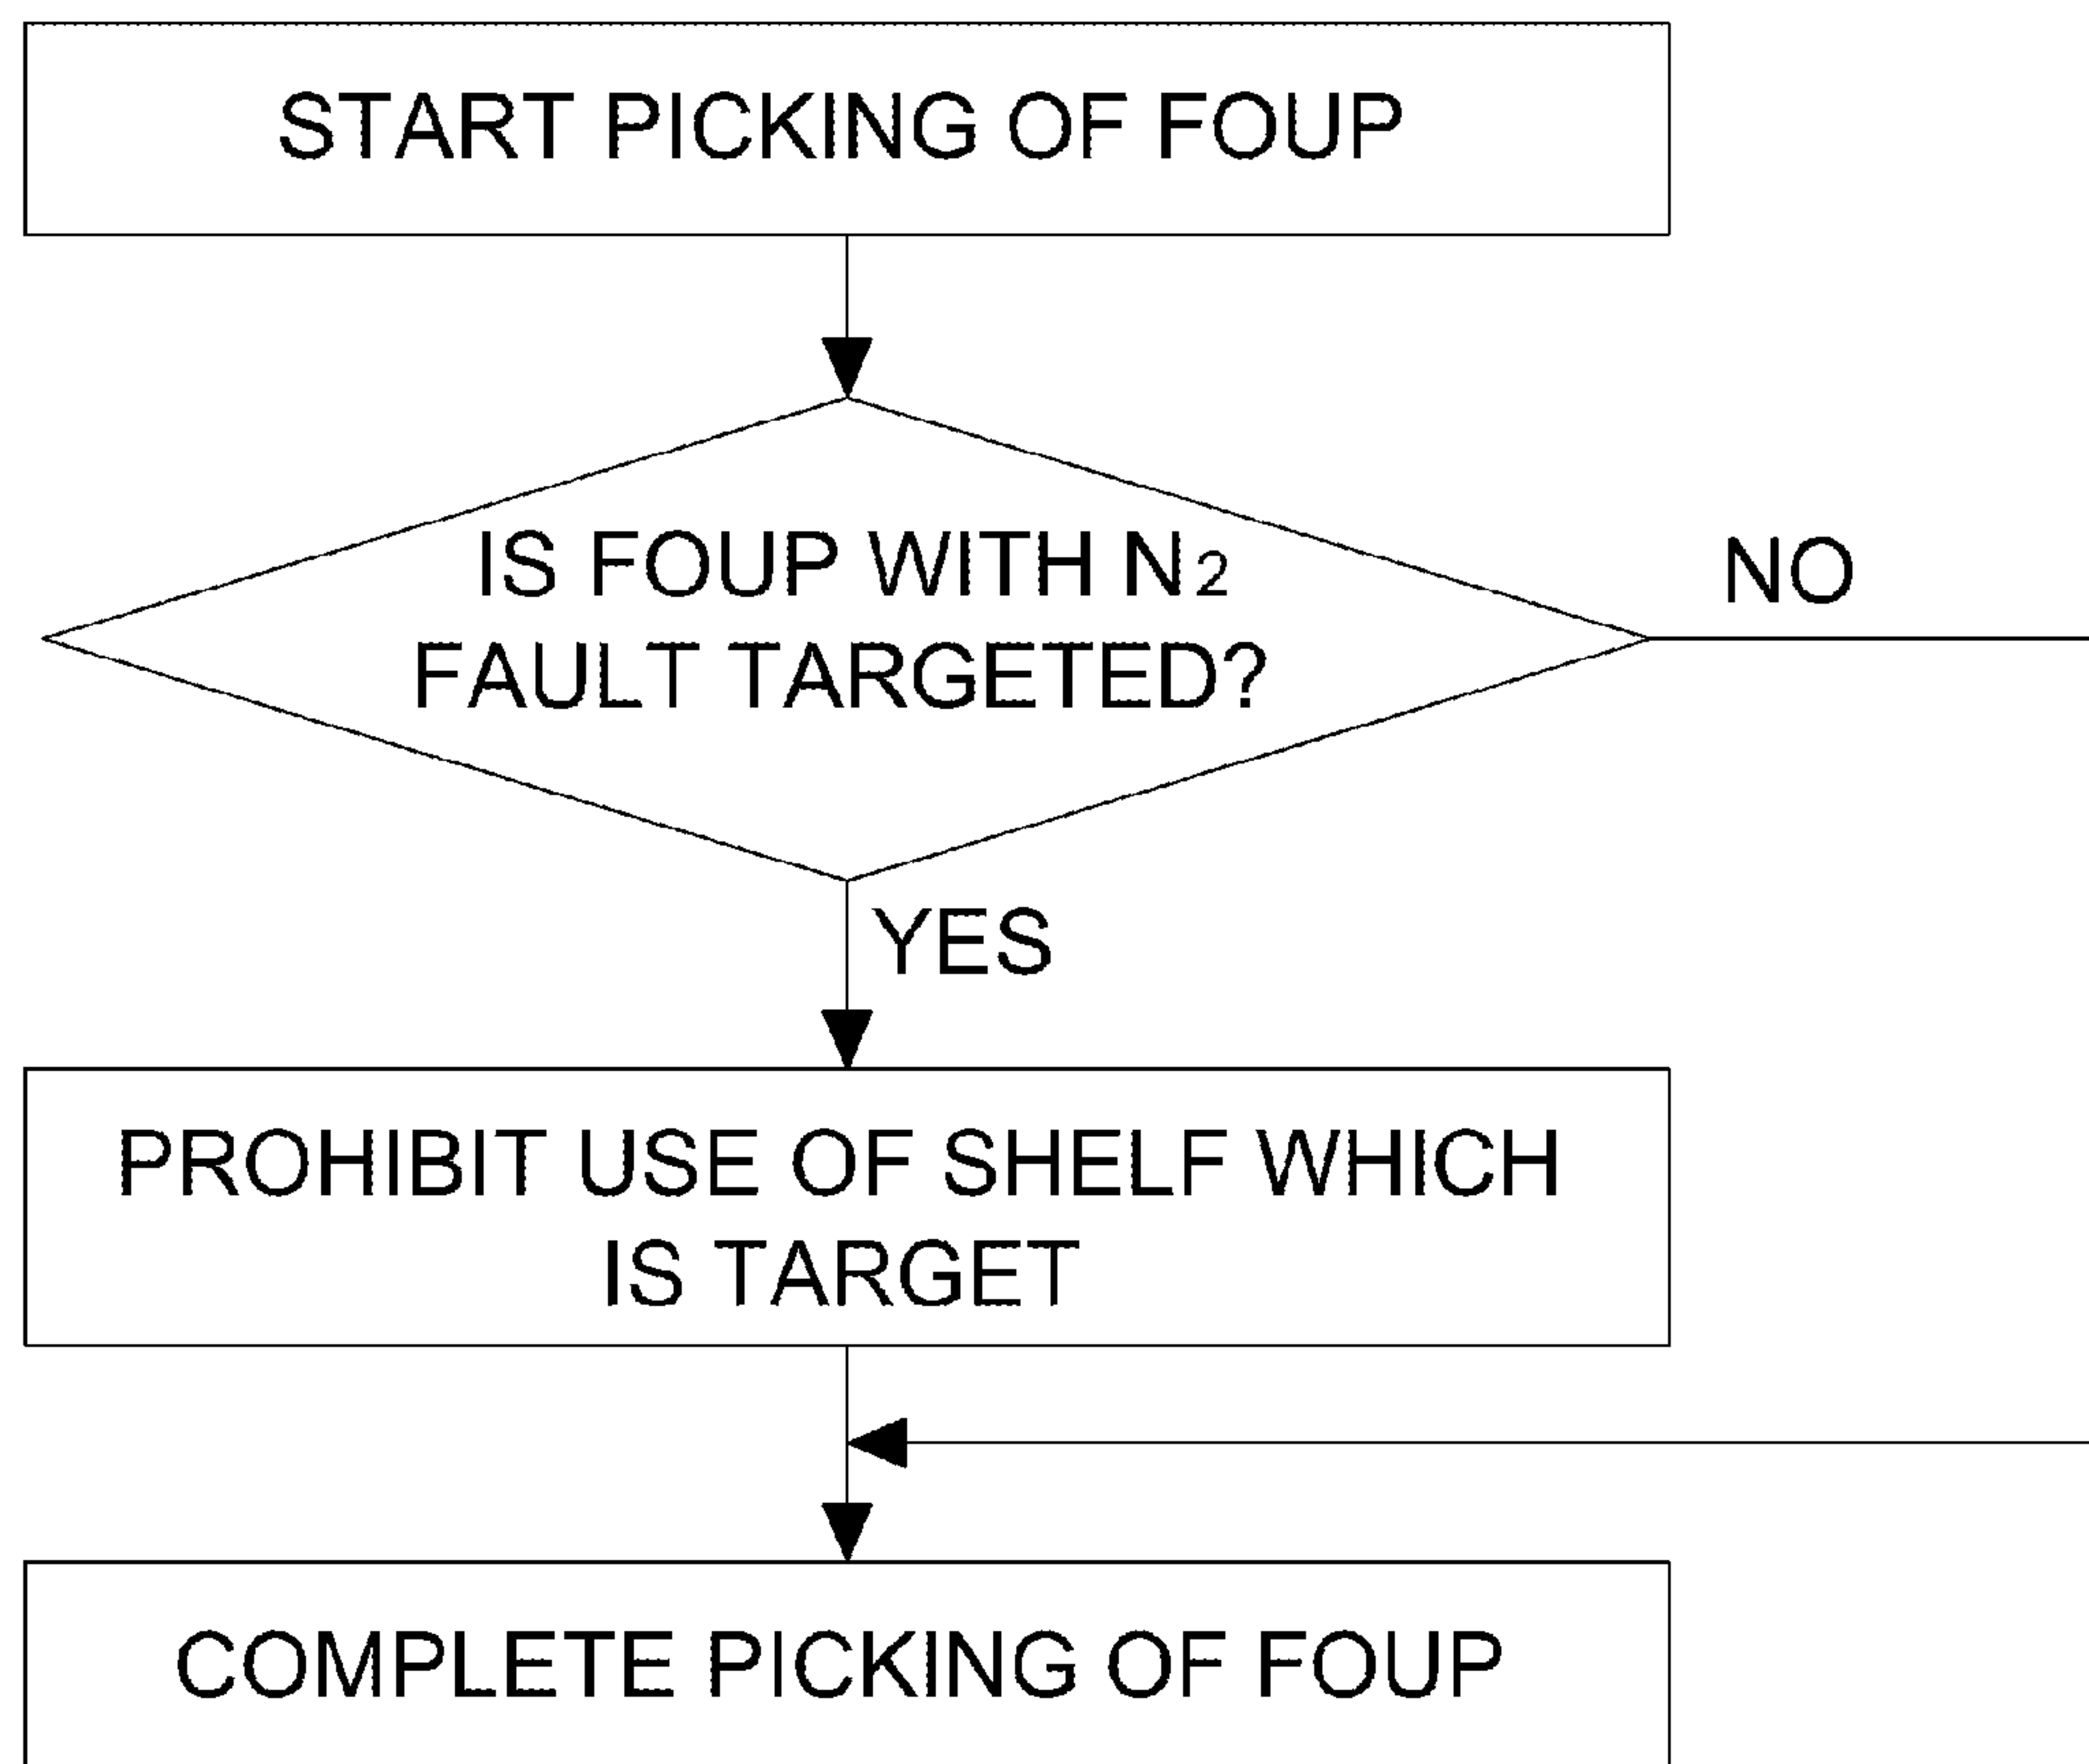 START PICKING OF FOUP
IS FOUP WITH N₂
FAULT TARGETED?
NO
YES
PROHIBIT USE OF SHELF WHICH
IS TARGET
COMPLETE PICKING OF FOUP